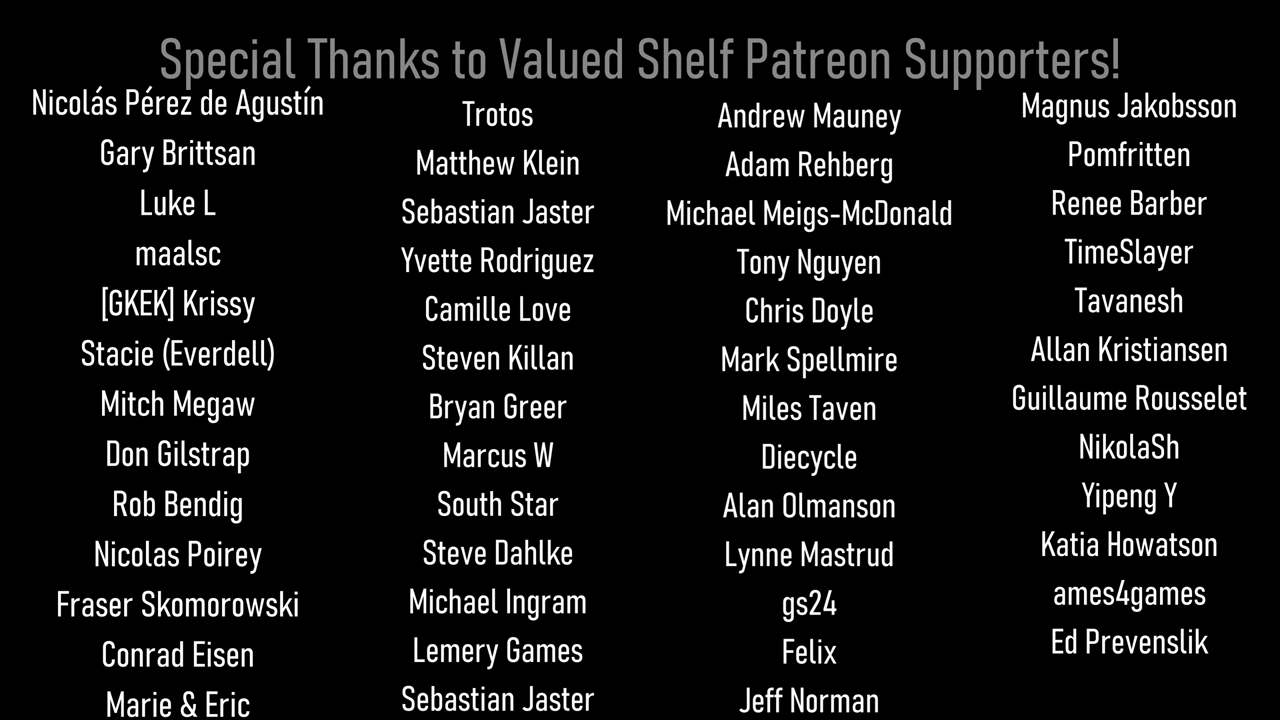 Special Thanks to Valued Shelf Patreon Supporters!
Nicolás Pérez de Agustín
Gary Brittsan
Luke L
maalsc
[GKEK] Krissy
Stacie (Everdell)
Mitch Megaw
Don Gilstrap
Rob Bendig
Nicolas Poirey
Fraser Skomorowski
Conrad Eisen
Marie & Eric
Trotos
Matthew Klein
Sebastian Jaster
Yvette Rodriguez
Camille Love
Steven Killan
Bryan Greer
Marcus W
South Star
Steve Dahlke
Michael Ingram
Lemery Games
Sebastian Jaster
Andrew Mauney
Adam Rehberg
Michael Meigs-McDonald
Tony Nguyen
Chris Doyle
Mark Spellmire
Miles Taven
Diecycle
Alan Olmanson
Lynne Mastrud
gs24
Felix
Jeff Norman
Magnus Jakobsson
Pomfritten
Renee Barber
TimeSlayer
Tavanesh
Allan Kristiansen
Guillaume Rousselet
NikolaSh
Yipeng Y
Katia Howatson
ames4games
Ed Prevenslik